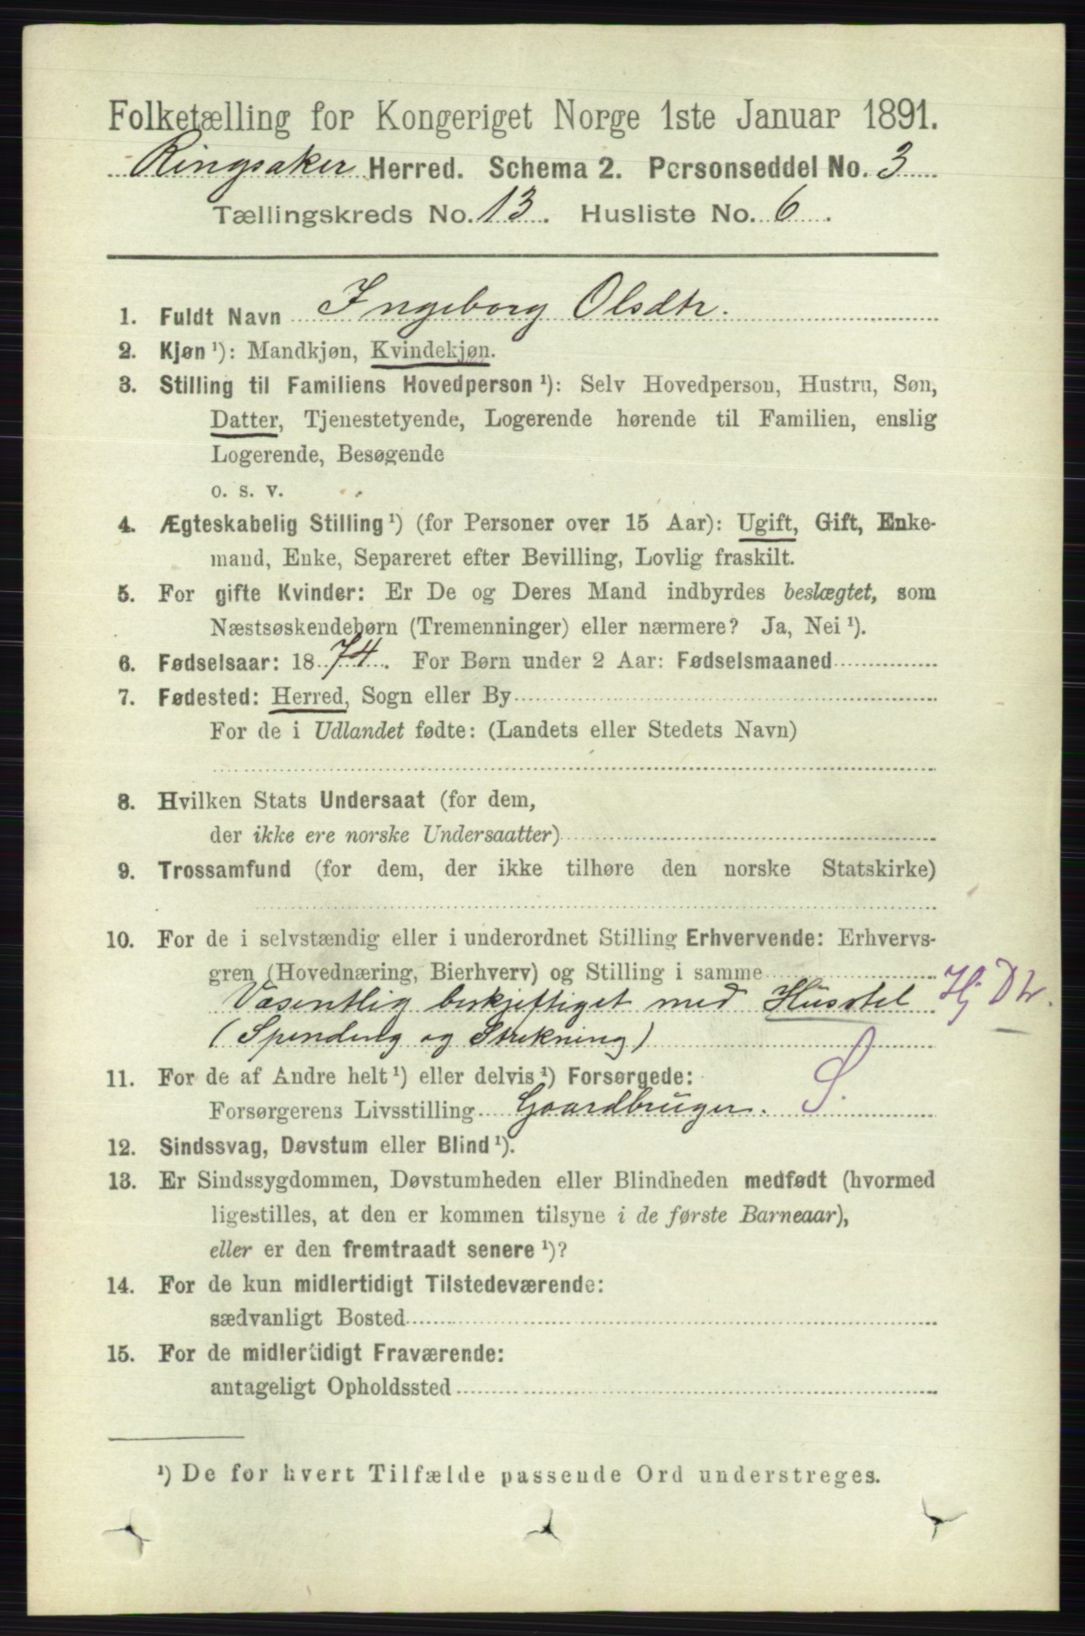 Folketælling for Kongeriget Norge 1ste Januar 1891.
Ringsaker Herred. Schema 2. Personseddel No. 3
Tællingskreds No. 13. Husliste No. 6.
1. Fuldt Navn Ingeborg Olsdtr.
2. Kjøn ¹): Mandkjøn, Kvindekjøn.
3. Stilling til Familiens Hovedperson ¹): Selv Hovedperson, Hustru, Søn,
Datter, Tjenestetyende, Logerende hørende til Familien, enslig
Logerende, Besøgende
o. s. v.
4. Ægteskabelig Stilling ¹) (for Personer over 15 Aar): Ugift, Gift, Enke-
mand, Enke, Separeret efter Bevilling, Lovlig fraskilt.
5. For gifte Kvinder: Er De og Deres Mand indbyrdes beslægtet, som
Næstsøskendebørn (Tremenninger) eller nærmere? Ja, Nei ¹).
6. Fødselsaar: 1874. For Børn under 2 Aar: Fødselsmaaned
7. Fødested: Herred, Sogn eller By
For de i Udlandet fødte: (Landets eller Stedets Navn)
8. Hvilken Stats Undersaat (for dem,
der ikke ere norske Undersaatter)
9. Trossamfund (for dem, der ikke tilhøre den norske Statskirke)
10. For de i selvstændig eller i underordnet Stilling Erhvervende: Erhvervs-
gren (Hovednæring, Bierhverv) og Stilling i samme
Væsentlig beskjeftiget med Husstel Hj Dtr.
(Spinding og Strekning)
11. For de af Andre helt ¹) eller delvis ¹) Forsørgede:
Forsørgerens Livsstilling Gaardbruger. S.
12. Sindssvag, Døvstum eller Blind ¹).
13. Er Sindssygdommen, Døvstumheden eller Blindheden medfødt (hvormed
ligestilles, at den er kommen tilsyne i de første Barneaar),
eller er den fremtraadt senere ¹)?
14. For de kun midlertidigt Tilstedeværende:
sædvanligt Bosted
15. For de midlertidigt Fraværende:
antageligt Opholdssted
¹) De for hvert Tilfælde passende Ord understreges.